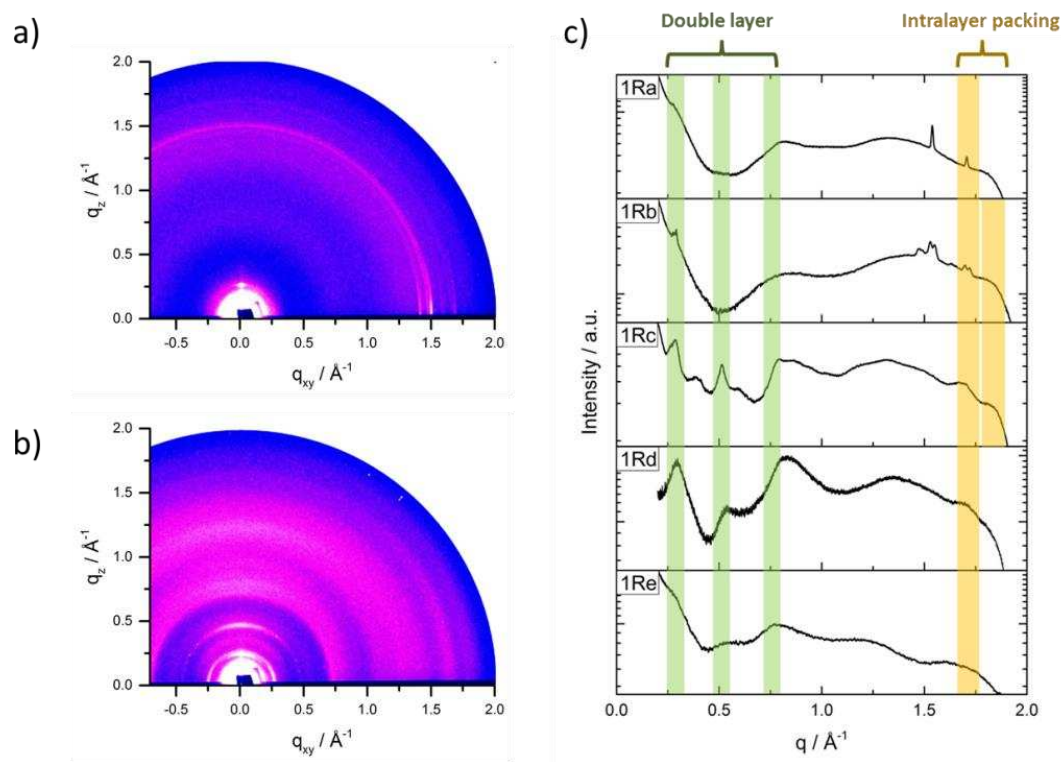 a)
2.0
1.5
1.0
0.5
0.0
q_z / Å⁻¹
-0.5 0.0 0.5 1.0 1.5 2.0
q_xy / Å⁻¹
b)
2.0
1.5
1.0
0.5
0.0
q_z / Å⁻¹
-0.5 0.0 0.5 1.0 1.5 2.0
q_xy / Å⁻¹
c)
Double layer Intralayer packing
1Ra
1Rb
1Rc
1Rd
1Re
Intensity / a.u.
0.0 0.5 1.0 1.5 2.0
q / Å⁻¹